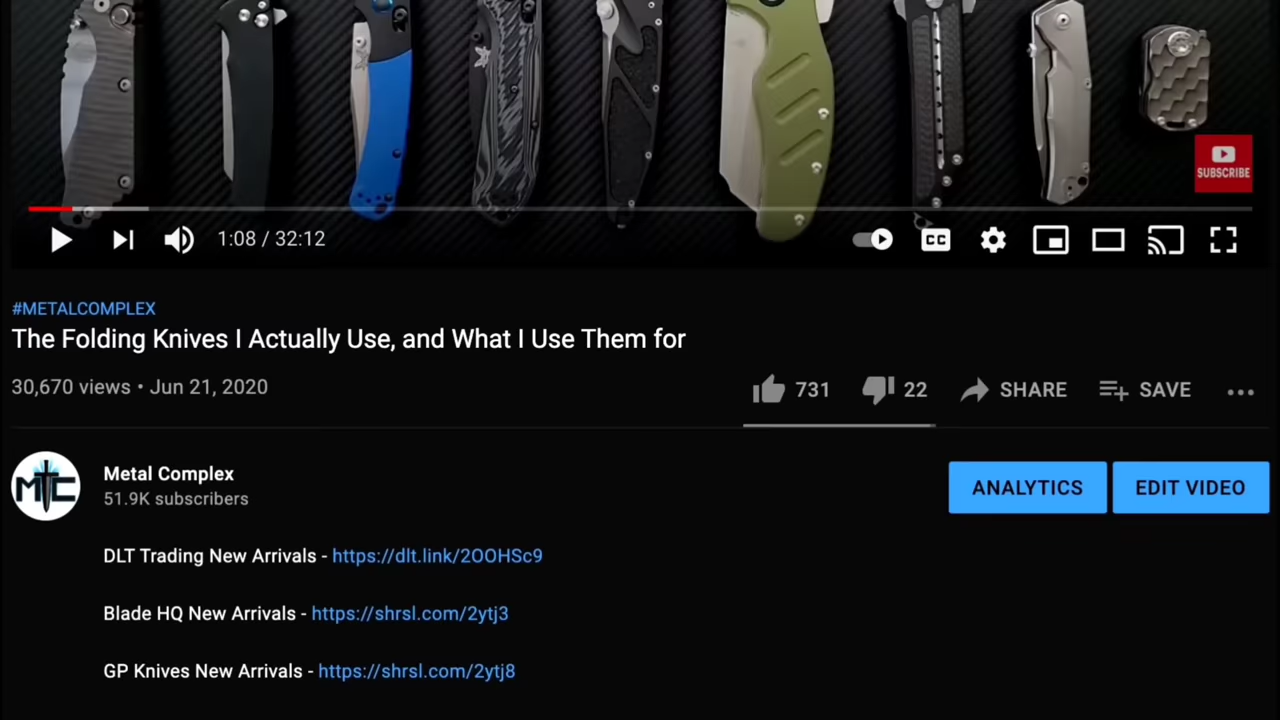 SUBSCRIBE
1:08 / 32:12
CC
#METALCOMPLEX
The Folding Knives I Actually Use, and What I Use Them for
30,670 views • Jun 21, 2020
731 22 SHARE SAVE
MTC
Metal Complex
51.9K subscribers
ANALYTICS EDIT VIDEO
DLT Trading New Arrivals - https://dlt.link/2OOHSc9
Blade HQ New Arrivals - https://shrsl.com/2ytj3
GP Knives New Arrivals - https://shrsl.com/2ytj8